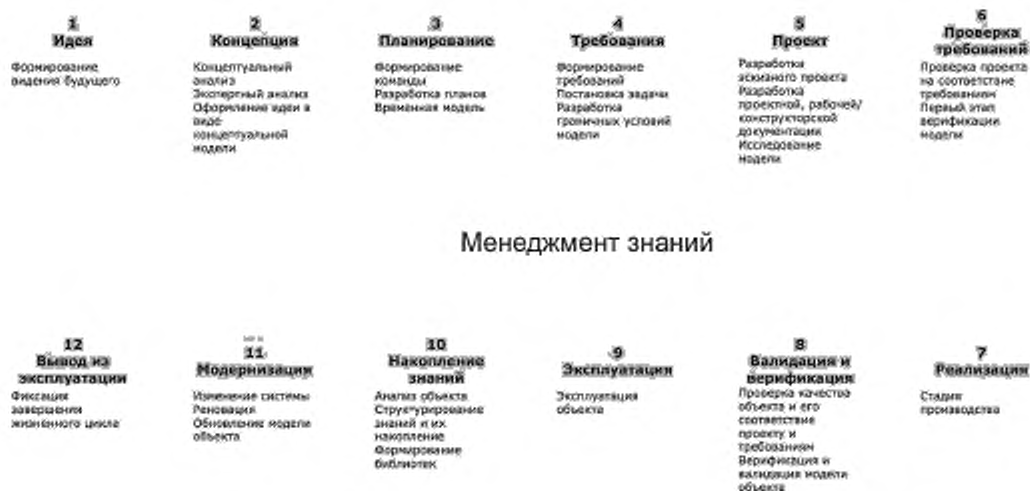 1
Идея
Формирование
видения будущего
2
Концепция
Концептуальный
анализ
Экспертный анализ
Оформление идеи в
виде
концептуальной
модели
3
Планирование
Формирование
команды
Разработка планов
Временная модель
4
Требования
Формирование
требований
Постановка задачи
Разработка
граничных условий
модели
5
Проект
Разработка
эскизного проекта
Разработка
проектной, рабочей/
конструкторской
документации
Исследование
модели
6
Проверка
требований
Проверка проекта
на соответствие
требованиям
Первый этап
верификации
модели
Менеджмент знаний
12
Вывод из
эксплуатации
Фиксация
завершения
жизненного цикла
11
Модернизация
Изменение системы
Реновация
Обновление модели
объекта
10
Накопление
знаний
Анализ объекта
Структурирование
знаний и их
накопление
Формирование
библиотек
9
Эксплуатация
Эксплуатация
объекта
8
Валидация и
верификация
Проверка качества
объекта и его
соответствие
проекту и
требованиям
Верификация и
валидация модели
объекта
7
Реализация
Стадия
производства